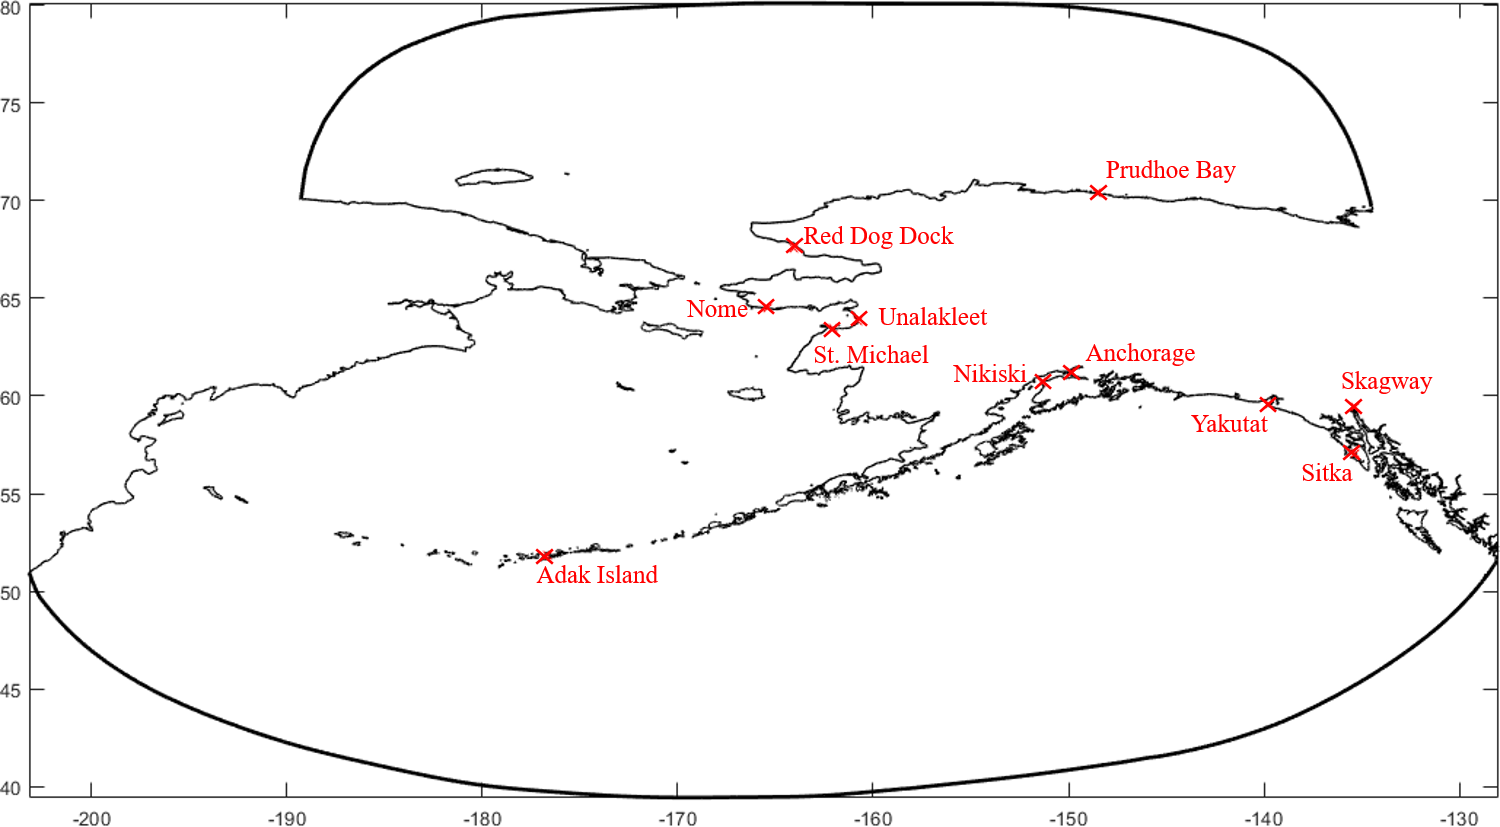 80
75
Prudhoe Bay
70
Red Dog Dock
65
Nome
Unalakleet
St. Michael
Anchorage
Nikiski
Skagway
60
Yakutat
Sitka
55
Adak Island
50
45
40
-200 -190 -180 -170 -160 -150 -140 -130